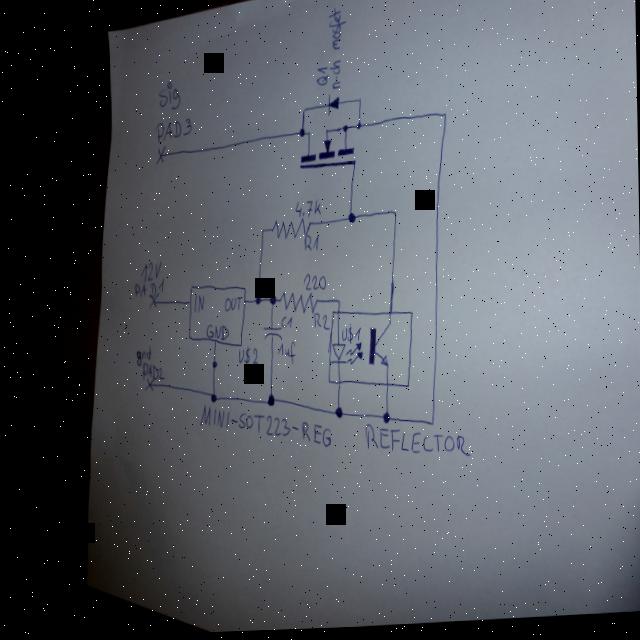 Q1
n-ch mosfet
Sig
PAD3
4.7K
R1
12V
PAD1
IN OUT
GND
220
R2
C1
1uf
U$1
U$2
gnd
PAD2
MINI-SOT223-REG
REFLECTOR